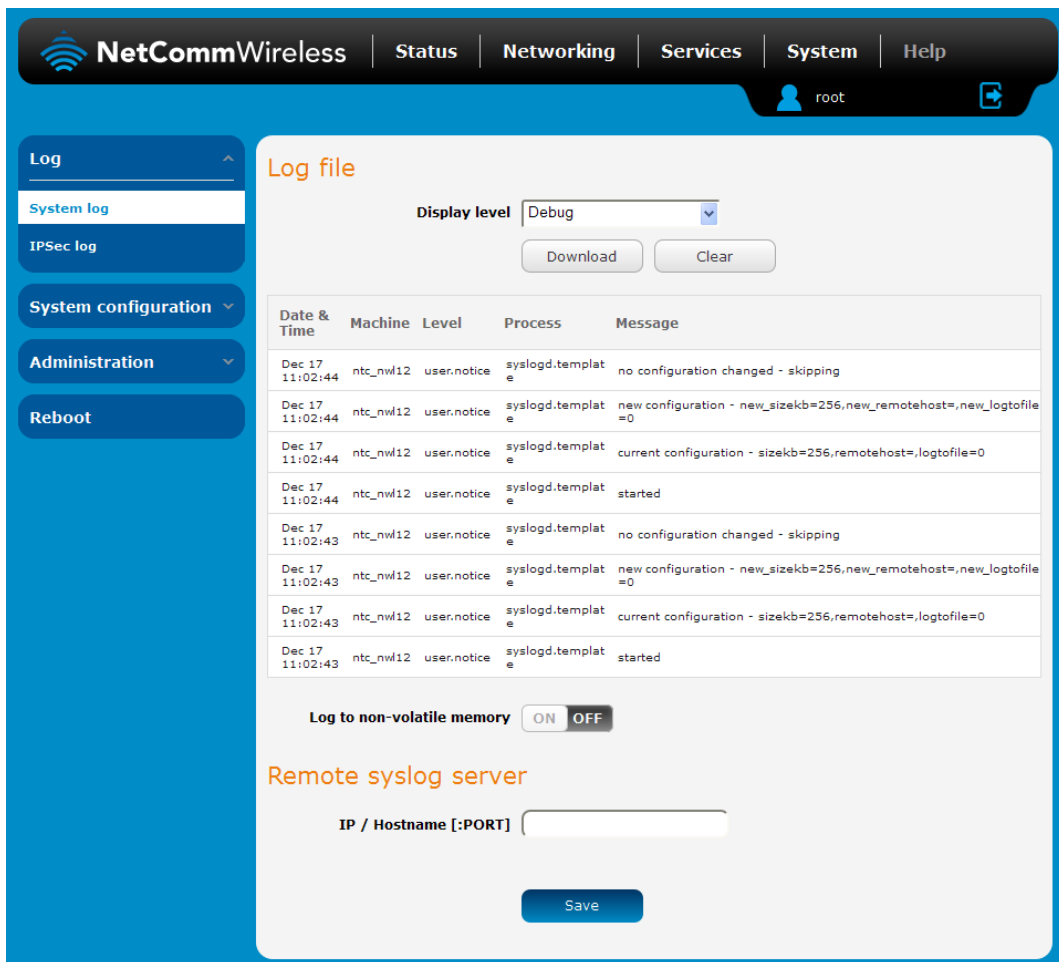 NetCommWireless Status Networking Services System Help
root
Log
System log
IPSec log
System configuration
Administration
Reboot
Log file
Display level Debug
Download Clear
Date & Time Machine Level Process Message
Dec 17 11:02:44 ntc_nwl12 user.notice syslogd.template no configuration changed - skipping
Dec 17 11:02:44 ntc_nwl12 user.notice syslogd.template new configuration - new_sizekb=256,new_remotehost=,new_logtofile=0
Dec 17 11:02:44 ntc_nwl12 user.notice syslogd.template current configuration - sizekb=256,remotehost=,logtofile=0
Dec 17 11:02:44 ntc_nwl12 user.notice syslogd.template started
Dec 17 11:02:43 ntc_nwl12 user.notice syslogd.template no configuration changed - skipping
Dec 17 11:02:43 ntc_nwl12 user.notice syslogd.template new configuration - new_sizekb=256,new_remotehost=,new_logtofile=0
Dec 17 11:02:43 ntc_nwl12 user.notice syslogd.template current configuration - sizekb=256,remotehost=,logtofile=0
Dec 17 11:02:43 ntc_nwl12 user.notice syslogd.template started
Log to non-volatile memory ON OFF
Remote syslog server
IP / Hostname [:PORT]
Save